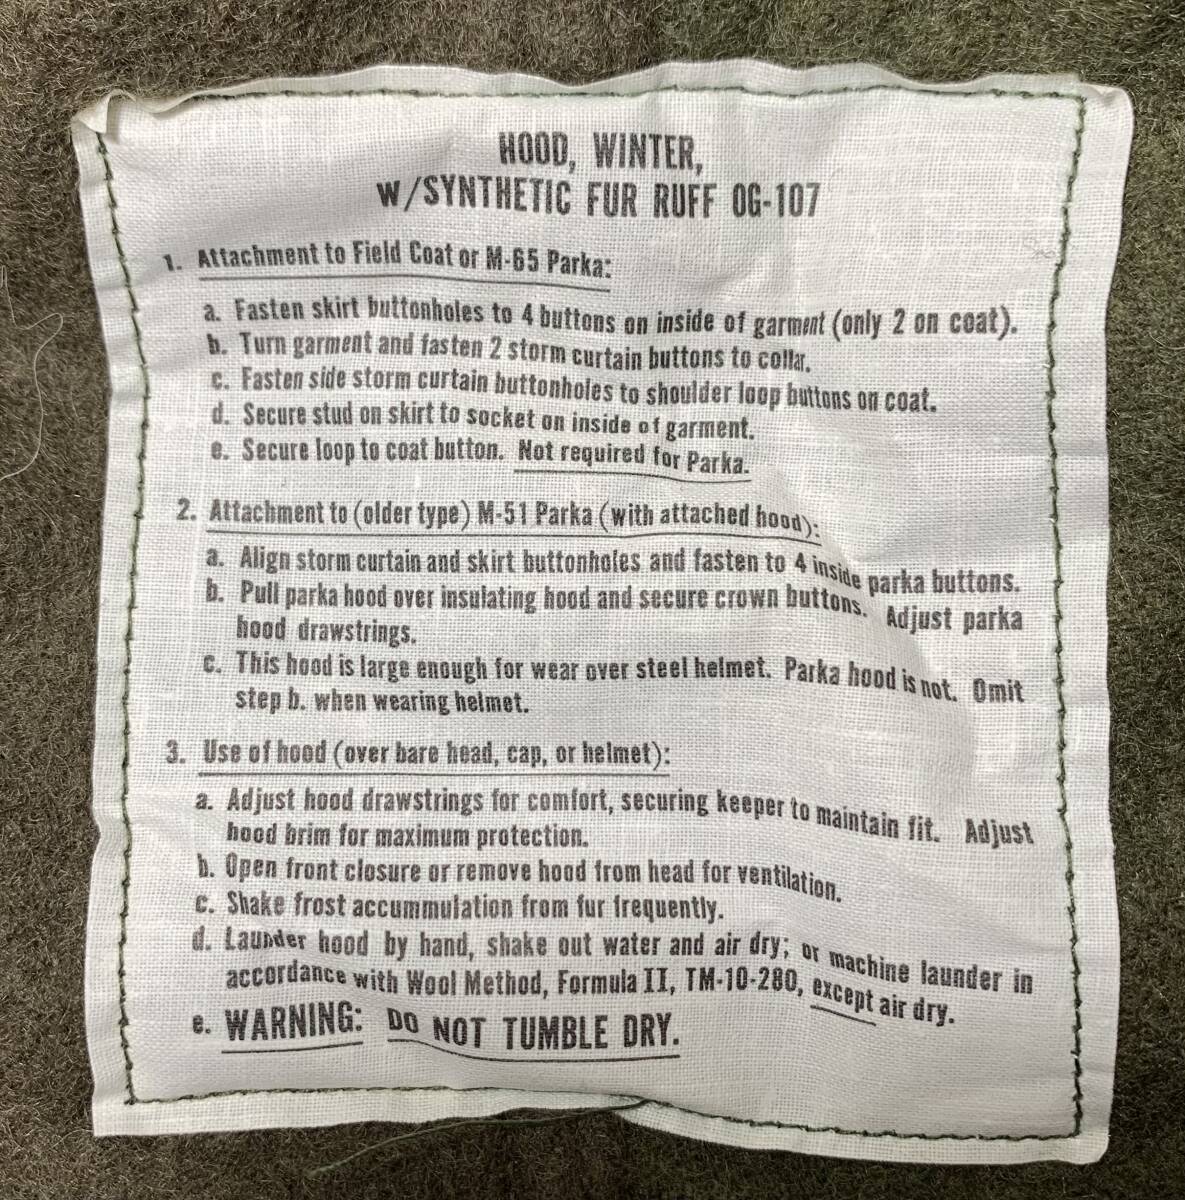 HOOD, WINTER,
W/SYNTHETIC FUR RUFF OG-107
1. Attachment to Field Coat or M-65 Parka:
a. Fasten skirt buttonholes to 4 buttons on inside of garment (only 2 on coat).
b. Turn garment and fasten 2 storm curtain buttons to collar.
c. Fasten side storm curtain buttonholes to shoulder loop buttons on coat.
d. Secure stud on skirt to socket on inside of garment.
e. Secure loop to coat button. Not required for Parka.
2. Attachment to (older type) M-51 Parka (with attached hood):
a. Align storm curtain and skirt buttonholes and fasten to 4 inside parka buttons.
b. Pull parka hood over insulating hood and secure crown buttons. Adjust parka
hood drawstrings.
c. This hood is large enough for wear over steel helmet. Parka hood is not. Omit
step b. when wearing helmet.
3. Use of hood (over bare head, cap, or helmet):
a. Adjust hood drawstrings for comfort, securing keeper to maintain fit. Adjust
hood brim for maximum protection.
b. Open front closure or remove hood from head for ventilation.
c. Shake frost accummulation from fur frequently.
d. Launder hood by hand, shake out water and air dry; or machine launder in
accordance with Wool Method, Formula II, TM-10-280, except air dry.
e. WARNING: DO NOT TUMBLE DRY.